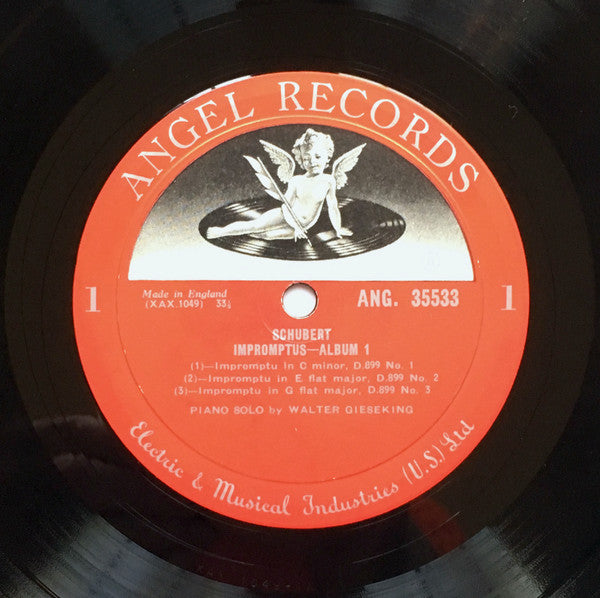 ANGEL RECORDS
1
1
Made in England
(XAX.1049) 33⅓
ANG. 35533
SCHUBERT
IMPROMPTUS—ALBUM 1
(1)—Impromptu in C minor, D.899 No. 1
(2)—Impromptu in E flat major, D.899 No. 2
(3)—Impromptu in G flat major, D.899 No. 3
PIANO SOLO by WALTER GIESEKING
Electric & Musical Industries (U.S.) Ltd